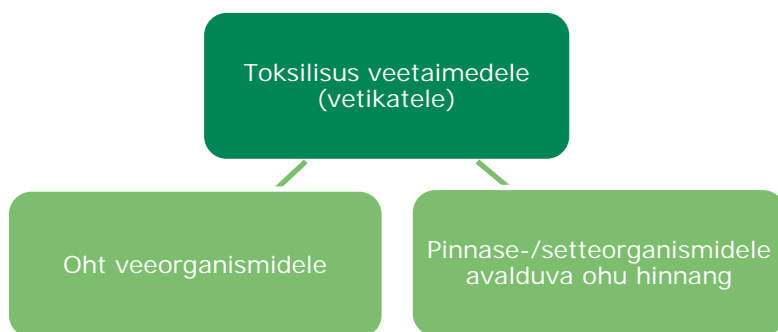 Toksilisus veetaimedele
(vetikatele)
Oht veeorganismidele
Pinnase-/setteorganismidele
avalduva ohu hinnang